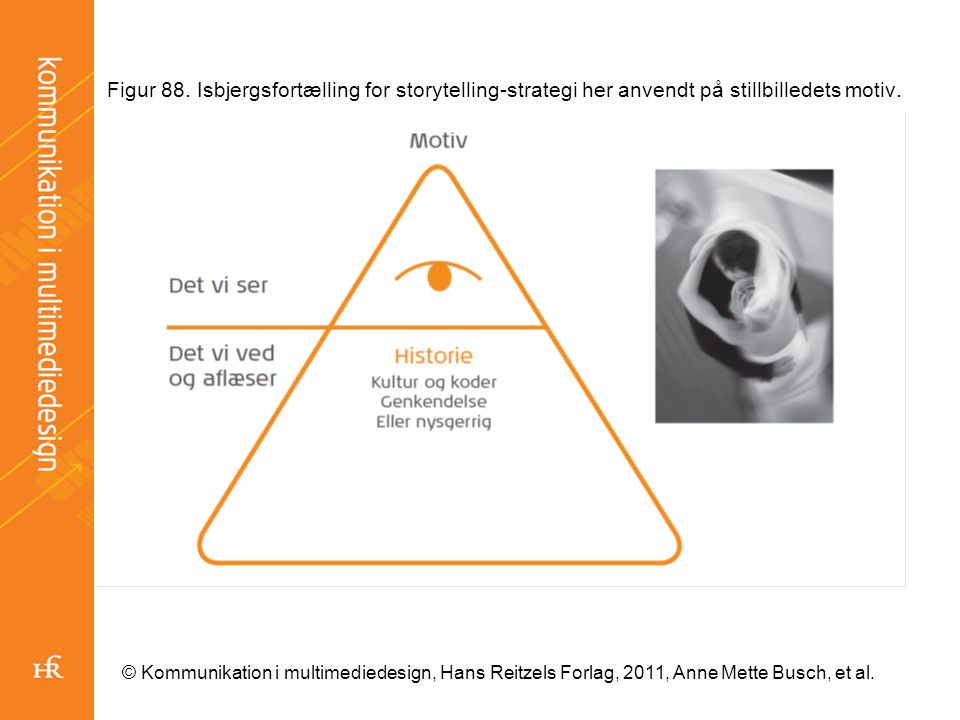 Figur 88. Isbjergsfortælling for storytelling-strategi her anvendt på stillbilledets motiv.
kommunikation i multimediedesign
Motiv
Det vi ser
Det vi ved
og aflæser
Historie
Kultur og koder
Genkendelse
Eller nysgerrig
HR
© Kommunikation i multimediedesign, Hans Reitzels Forlag, 2011, Anne Mette Busch, et al.